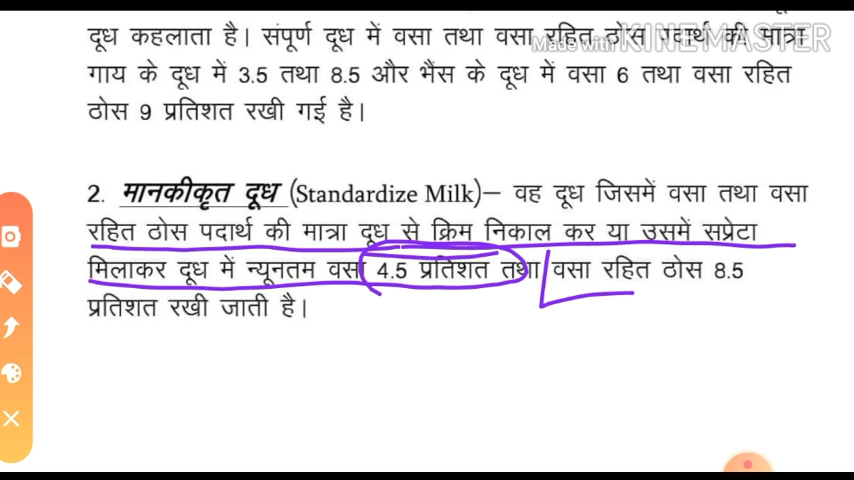 दूध कहलाता है। संपूर्ण दूध में वसा तथा वसा रहित ठोस पदार्थ की मात्रा
Made with KINEMASTER
गाय के दूध में 3.5 तथा 8.5 और भैंस के दूध में वसा 6 तथा वसा रहित
ठोस 9 प्रतिशत रखी गई है।
2. मानकीकृत दूध (Standardize Milk)– वह दूध जिसमें वसा तथा वसा
रहित ठोस पदार्थ की मात्रा दूध से क्रिम निकाल कर या उसमें सप्रेटा
मिलाकर दूध में न्यूनतम वसा 4.5 प्रतिशत तथा वसा रहित ठोस 8.5
प्रतिशत रखी जाती है।